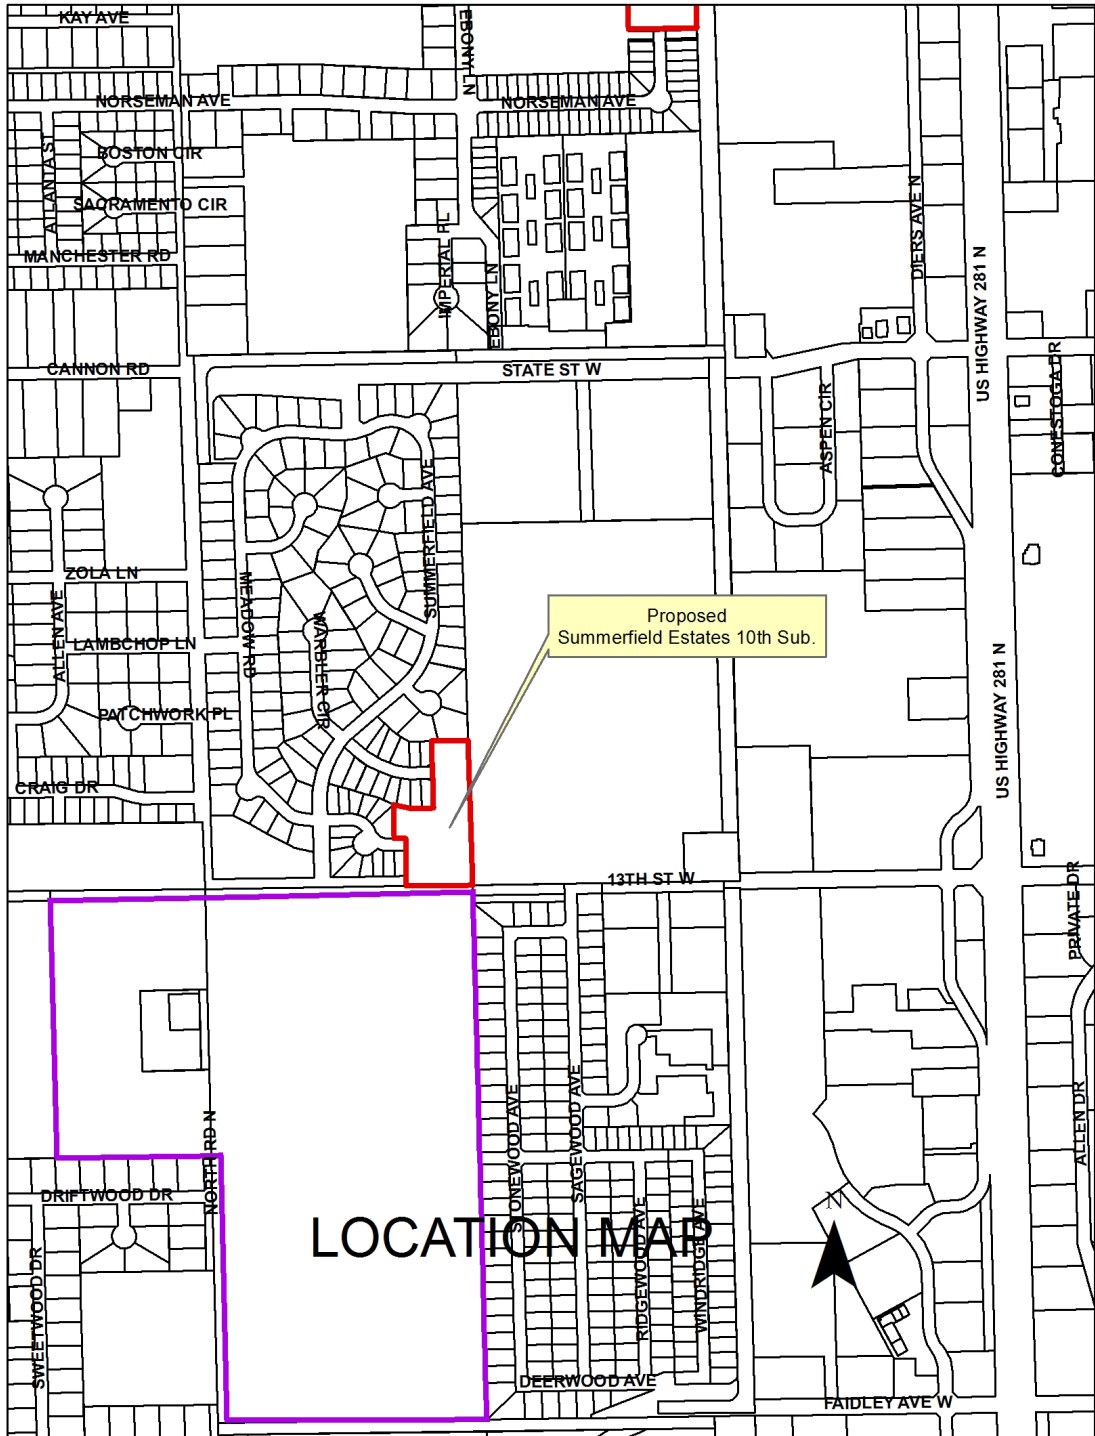 KAY AVE
EBONY LN
NORSEMAN AVE
NORSEMAN AVE
ATLANTA ST
BOSTON CIR
SACRAMENTO CIR
MANCHESTER RD
IMPERIAL PL
EBONY LN
DIERS AVE N
US HIGHWAY 281 N
CANNON RD
STATE ST W
ASPEN CIR
CONESTOGA DR
SUMMERFIELD AVE
ZOLA LN
ALLEN AVE
MEADOW RD
WARBLER CIR
LAMBCHOP LN
Proposed
Summerfield Estates 10th Sub.
PATCHWORK PL
US HIGHWAY 281 N
CRAIG DR
13TH ST W
PRIVATE DR
NORTH RD N
STONEWOOD AVE
SAGEWOOD AVE
ALLEN DR
DRIFTWOOD DR
SWEETWOOD DR
LOCATION MAP
RIDGEWOOD AVE
WINDRIDGE AVE
N
DEERWOOD AVE
FAIDLEY AVE W